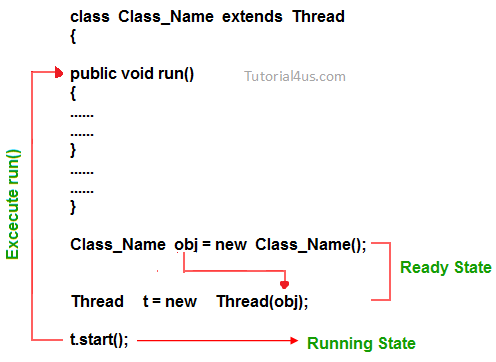 class Class_Name extends Thread
{
public void run()
Tutorial4us.com
{
......
......
}
......
......
}
Excecute run()
Class_Name obj = new Class_Name();
Ready State
Thread t = new Thread(obj);
t.start();
Running State